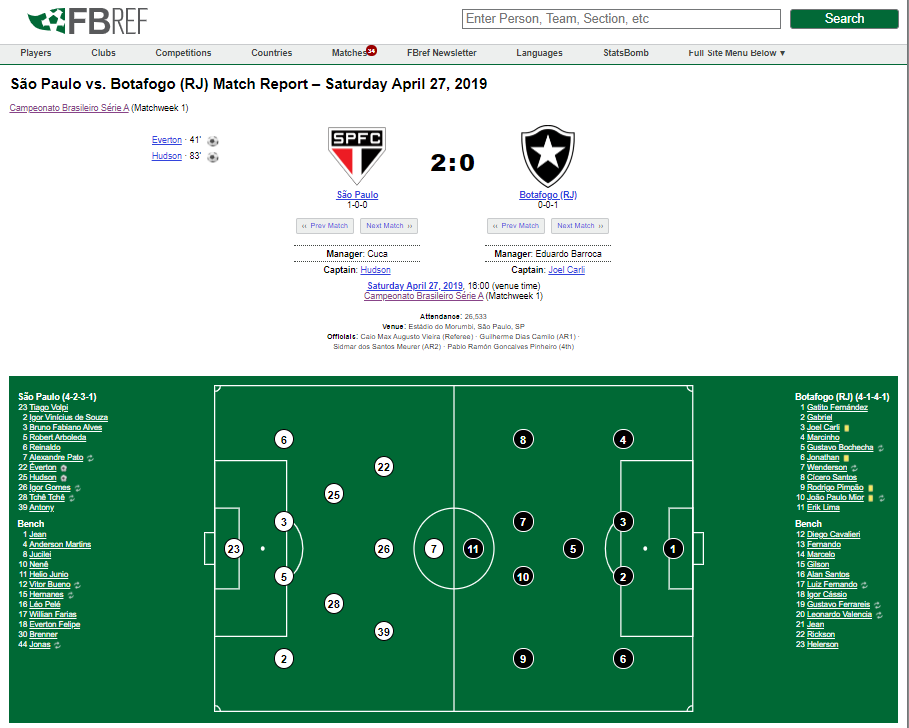 FBREF
Enter Person, Team, Section, etc
Search
Players Clubs Competitions Countries Matches 34 FBref Newsletter Languages StatsBomb Full Site Menu Below ▼
São Paulo vs. Botafogo (RJ) Match Report – Saturday April 27, 2019
Campeonato Brasileiro Série A (Matchweek 1)
Everton · 41’
Hudson · 83’
SPFC
São Paulo
1-0-0
‹‹ Prev Match Next Match ››
Manager: Cuca
Captain: Hudson
2:0
Botafogo (RJ)
0-0-1
‹‹ Prev Match Next Match ››
Manager: Eduardo Barroca
Captain: Joel Carli
Saturday April 27, 2019, 16:00 (venue time)
Campeonato Brasileiro Série A (Matchweek 1)
Attendance: 26,533
Venue: Estádio do Morumbi, São Paulo, SP
Officials: Caio Max Augusto Vieira (Referee) · Guilherme Dias Camilo (AR1) ·
Sidmar dos Santos Meurer (AR2) · Pablo Ramón Goncalves Pinheiro (4th)
São Paulo (4-2-3-1)
23 Tiago Volpi
2 Igor Vinícius de Souza
3 Bruno Fabiano Alves
5 Robert Arboleda
6 Reinaldo
7 Alexandre Pato
22 Éverton
25 Hudson
26 Igor Gomes
28 Tchê Tchê
39 Antony
Bench
1 Jean
4 Anderson Martins
8 Jucilei
10 Nenê
11 Helio Junio
12 Vitor Bueno
15 Hernanes
16 Léo Pelé
17 Willian Farias
18 Everton Felipe
30 Brenner
44 Jonas
6
22
25
3
23
26
7
5
28
39
2
8
4
7
3
11
5
1
10
2
9
6
Botafogo (RJ) (4-1-4-1)
1 Gatito Fernández
2 Gabriel
3 Joel Carli
4 Marcinho
5 Gustavo Bochecha
6 Jonathan
7 Wenderson
8 Cícero Santos
9 Rodrigo Pimpão
10 João Paulo Mior
11 Erik Lima
Bench
12 Diego Cavalieri
13 Fernando
14 Marcelo
15 Gilson
16 Alan Santos
17 Luiz Fernando
18 Igor Cássio
19 Gustavo Ferrareis
20 Leonardo Valencia
21 Jean
22 Rickson
23 Helerson